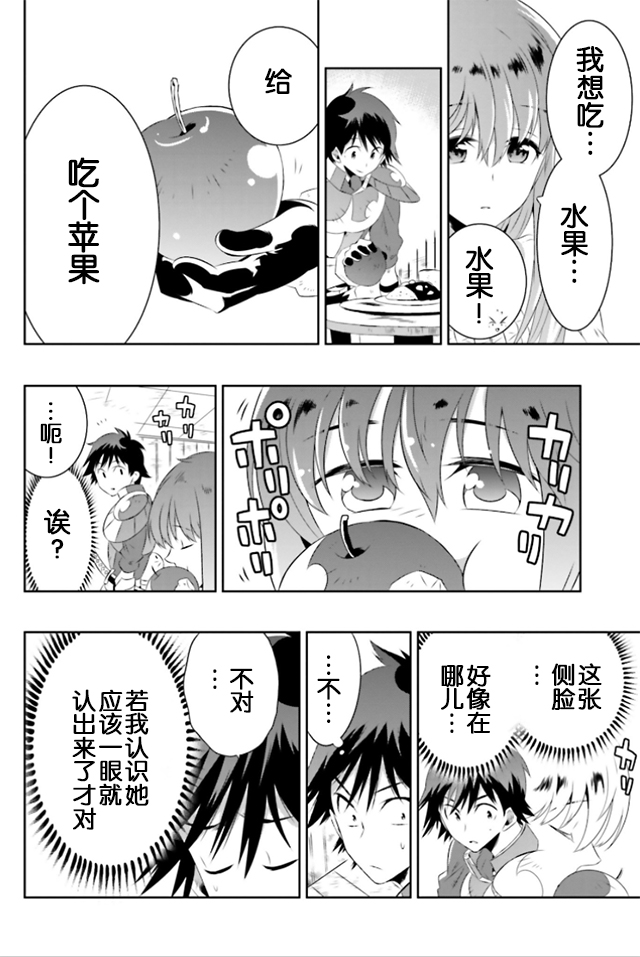 我想吃…
水果…
水果！
给
吃个
苹果
カリ
カリ
ポリ
ポリ
カリ
カリ
…呃！
诶？
这张
侧脸
…
好像在
哪儿…
…不…
不对
…
若我认识她
应该一眼就
认出来了才对